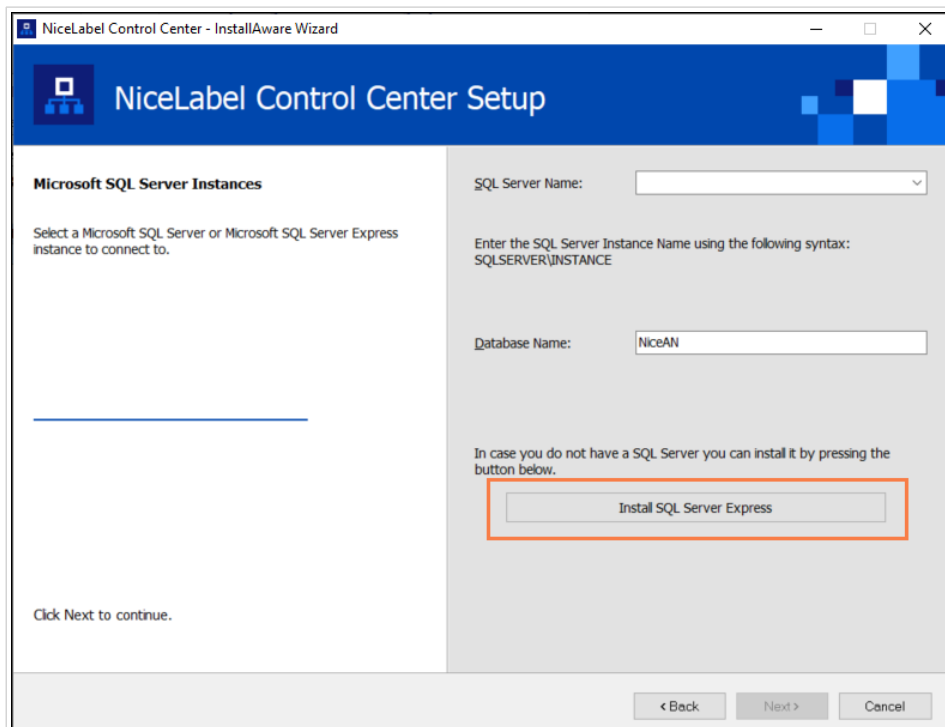 NiceLabel Control Center - InstallAware Wizard
NiceLabel Control Center Setup
Microsoft SQL Server Instances
Select a Microsoft SQL Server or Microsoft SQL Server Express
instance to connect to.
Click Next to continue.
SQL Server Name:
Enter the SQL Server Instance Name using the following syntax:
SQLSERVER\INSTANCE
Database Name:
NiceAN
In case you do not have a SQL Server you can install it by pressing the
button below.
Install SQL Server Express
< Back
Next >
Cancel